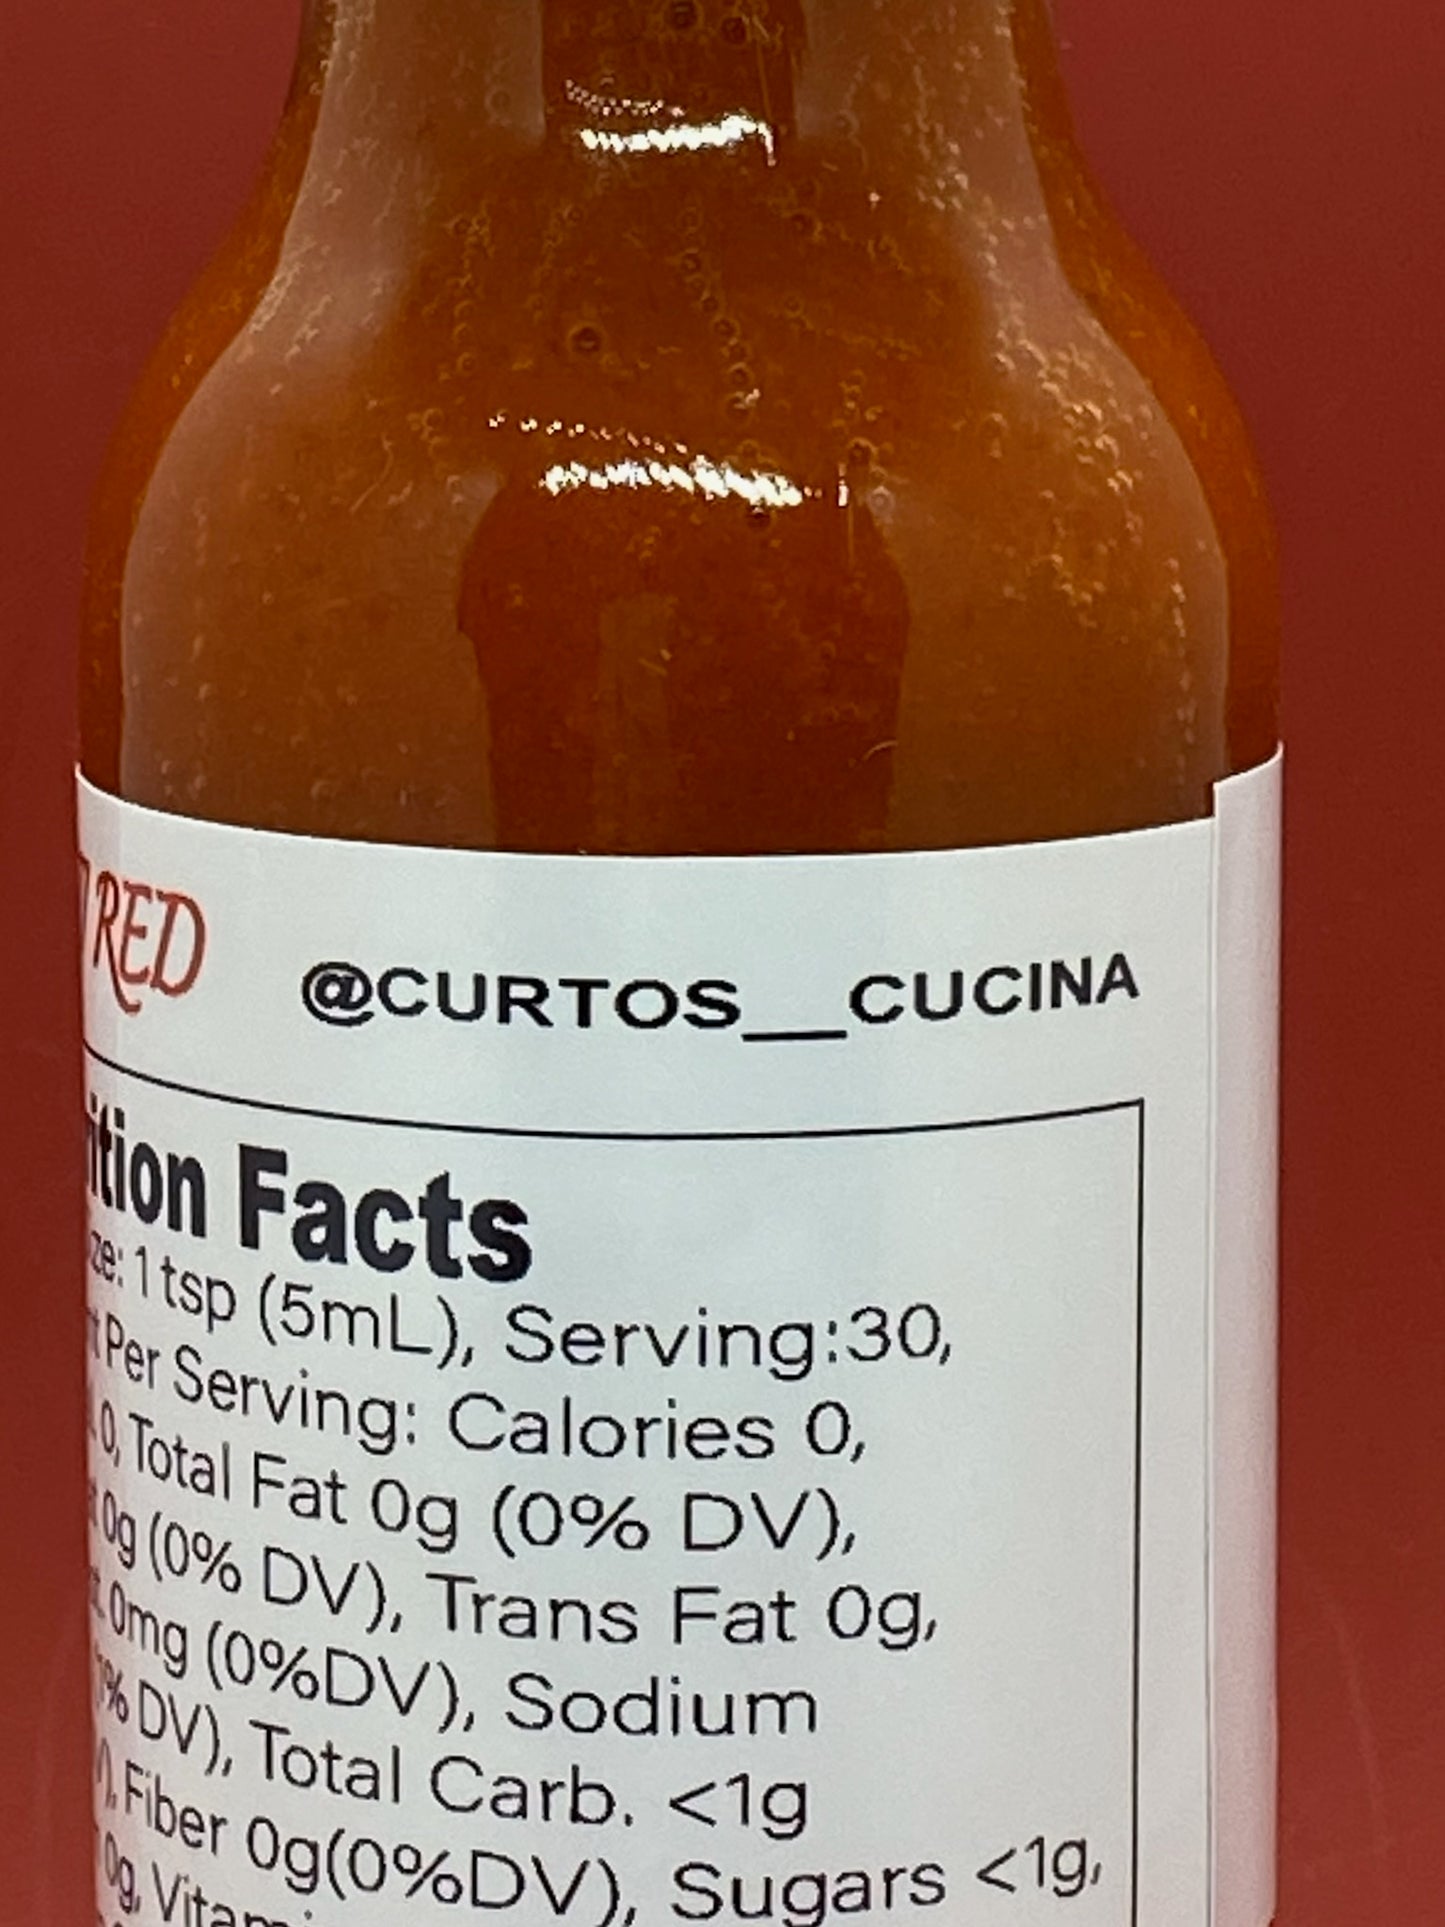 RED
@CURTOS__CUCINA
Facts
1 tsp (5mL), Serving:30,
Per Serving: Calories 0,
0, Total Fat 0g (0% DV),
0g (0% DV), Trans Fat 0g,
0mg (0%DV), Sodium
DV), Total Carb. <1g
Fiber 0g(0%DV), Sugars <1g,
0g,